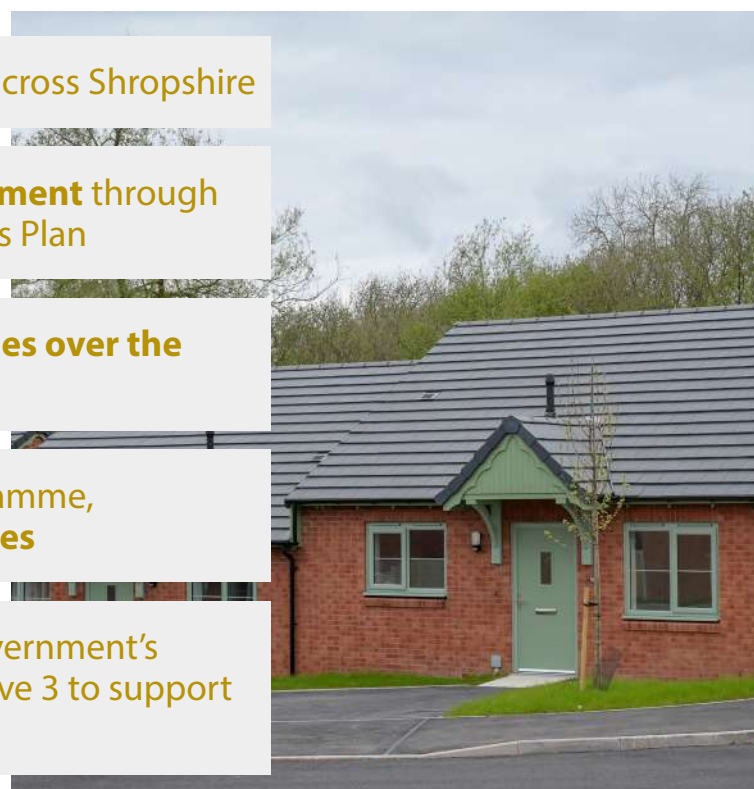 cross Shropshire
ment through
s Plan
es over the
amme,
es
vernment's
ve 3 to support